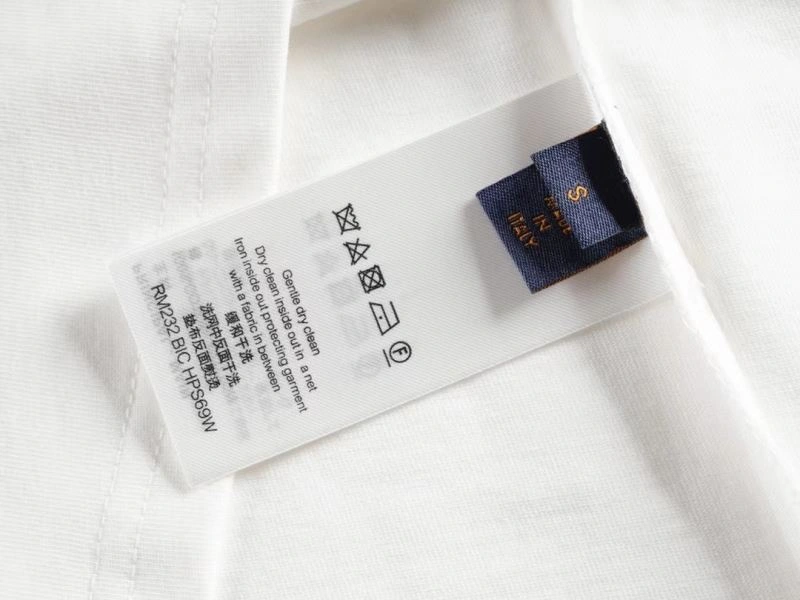 Gentle dry clean
Dry clean inside out in a net
Iron inside out protecting garment
with a fabric in between
缓和干洗
洗网中反面干洗
垫布反面熨烫
RM232 BIC HPS69W
F
S
MADE
IN
ITALY